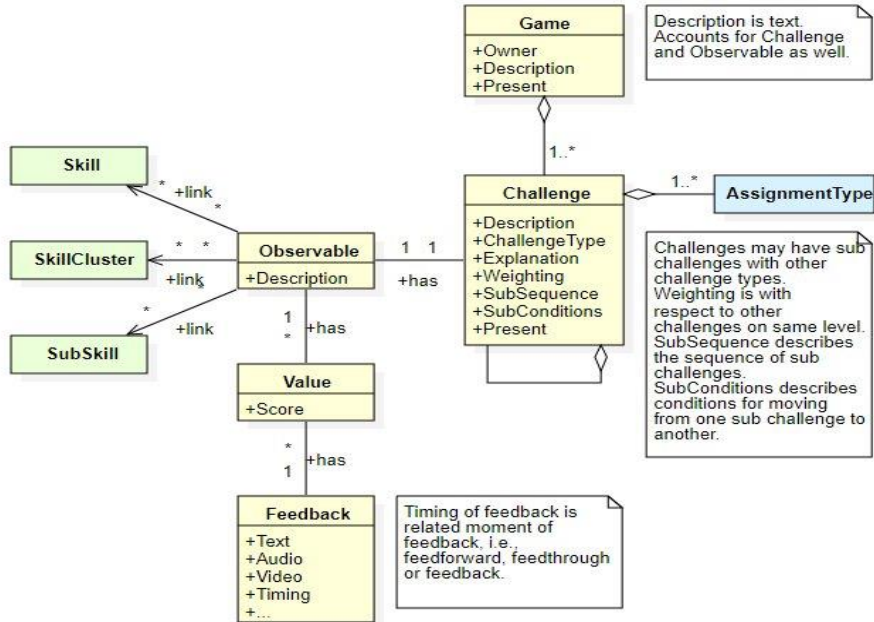 Game
+Owner
+Description
+Present
Description is text.
Accounts for Challenge
and Observable as well.
1..*
Skill
* +link
*
Challenge
+Description
+ChallengeType
+Explanation
+Weighting
+SubSequence
+SubConditions
+Present
1..*
AssignmentType
SkillCluster
* *
+link
Observable
+Description
1 1
+has
Challenges may have sub
challenges with other
challenge types.
Weighting is with
respect to other
challenges on same level.
SubSequence describes
the sequence of sub
challenges.
SubConditions describes
conditions for moving
from one sub challenge to
another.
*
* +link
SubSkill
1
* +has
Value
+Score
*
1 +has
Feedback
+Text
+Audio
+Video
+Timing
+...
Timing of feedback is
related moment of
feedback, i.e.,
feedforward, feedthrough
or feedback.